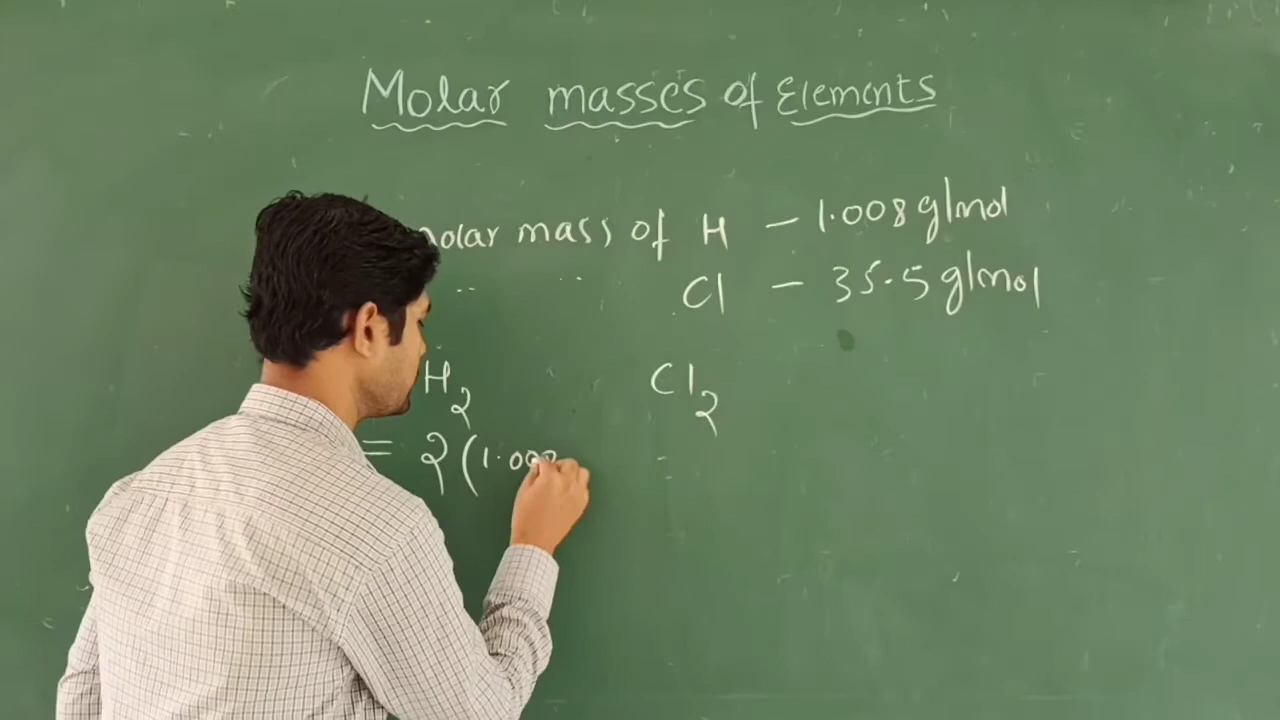 Molar masses of Elements
molar mass of H - 1.008 g/mol
Cl - 35.5 g/mol
H2 Cl2
= 2(1.00